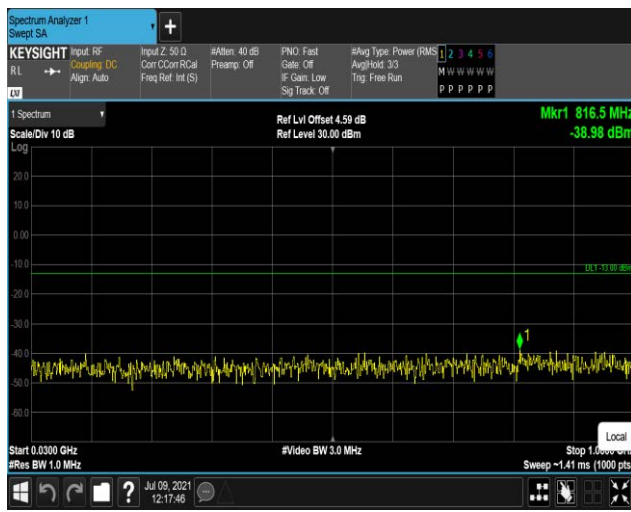 Spectrum Analyzer 1
Swept SA
KEYSIGHT
RL
LXI
Input: RF
Coupling: DC
Align: Auto
Input Z: 50 Ω
Corr CCorr RCal
Freq Ref: Int (S)
#Atten: 40 dB
Preamp: Off
PNO: Fast
Gate: Off
IF Gain: Low
Sig Track: Off
#Avg Type: Power (RMS
Avg|Hold: 3/3
Trig: Free Run
1 2 3 4 5 6
M W W W W W
P P P P P P
1 Spectrum
Scale/Div 10 dB
Log
Ref Lvl Offset 4.59 dB
Ref Level 30.00 dBm
Mkr1 816.5 MHz
-38.98 dBm
20.0
10.0
0.00
-10.0
DL1 -13.00 dBm
-20.0
-30.0
1
-40.0
-50.0
-60.0
Local
Start 0.0300 GHz
#Res BW 1.0 MHz
#Video BW 3.0 MHz
Stop 1.0000 GHz
Sweep ~1.41 ms (1000 pts
?
Jul 09, 2021
12:17:46